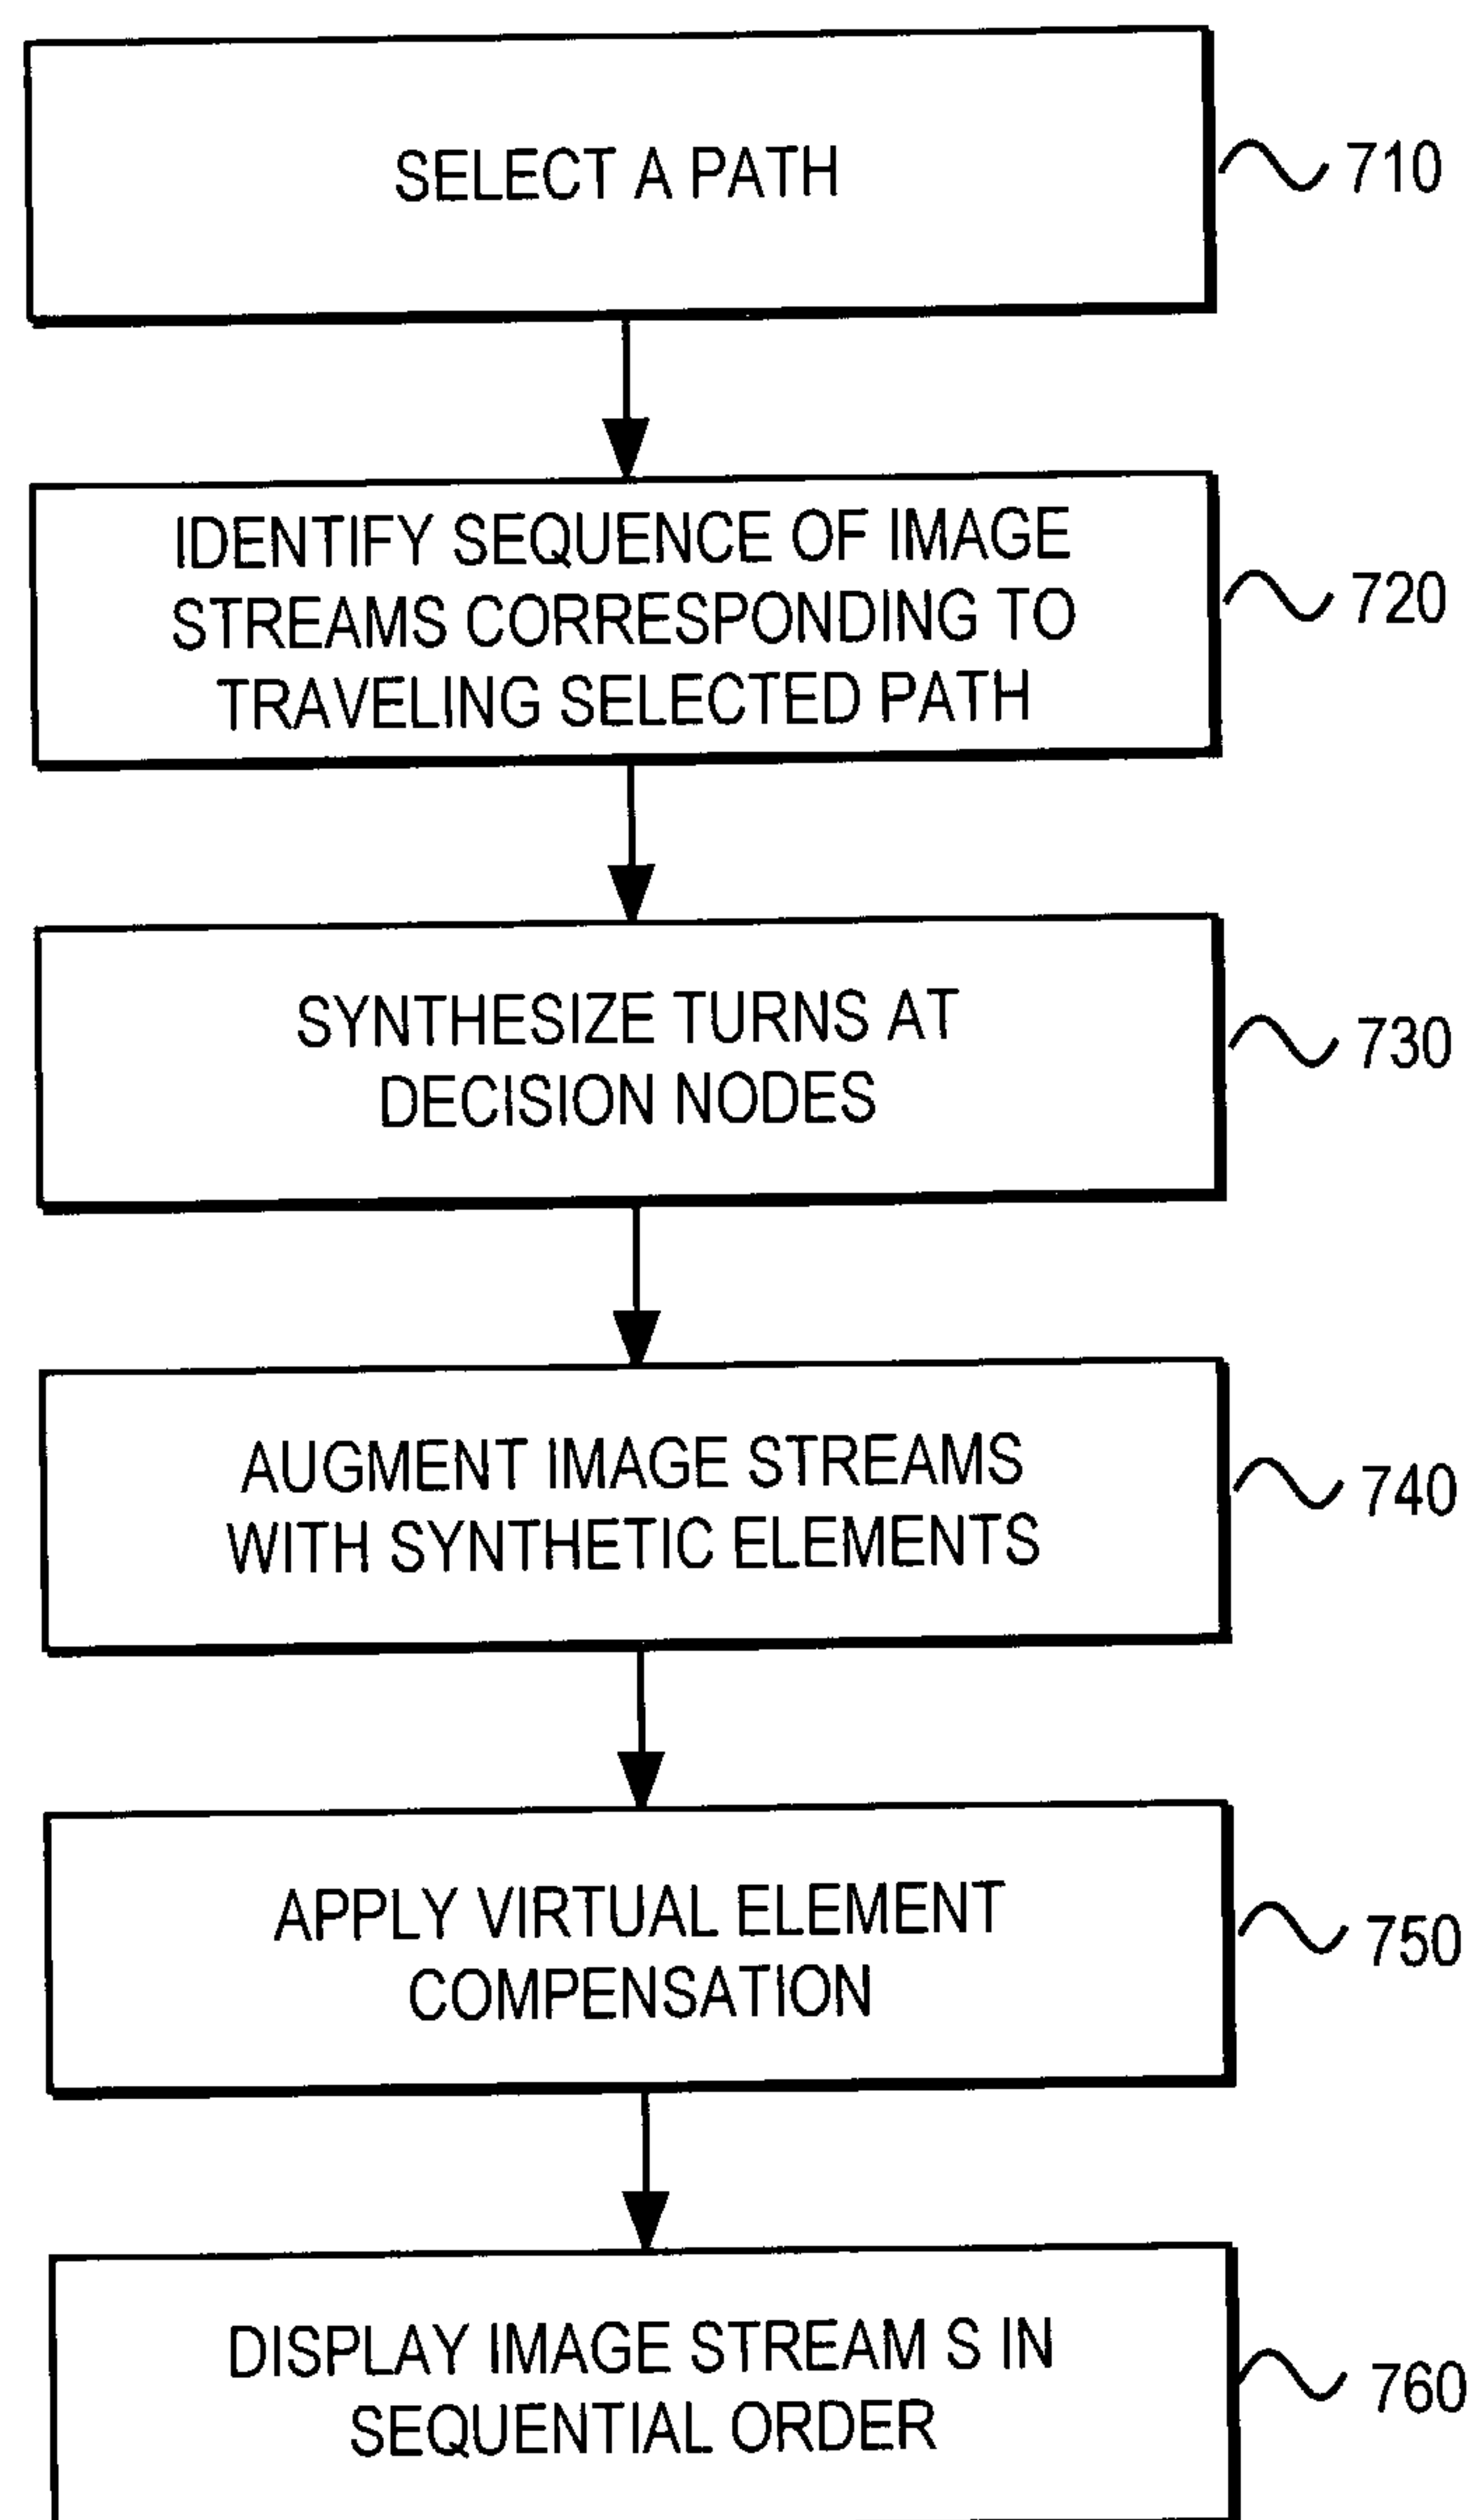 SELECT A PATH
710
IDENTIFY SEQUENCE OF IMAGE
STREAMS CORRESPONDING TO
TRAVELING SELECTED PATH
720
SYNTHESIZE TURNS AT
DECISION NODES
730
AUGMENT IMAGE STREAMS
WITH SYNTHETIC ELEMENTS
740
APPLY VIRTUAL ELEMENT
COMPENSATION
750
DISPLAY IMAGE STREAM S IN
SEQUENTIAL ORDER
760